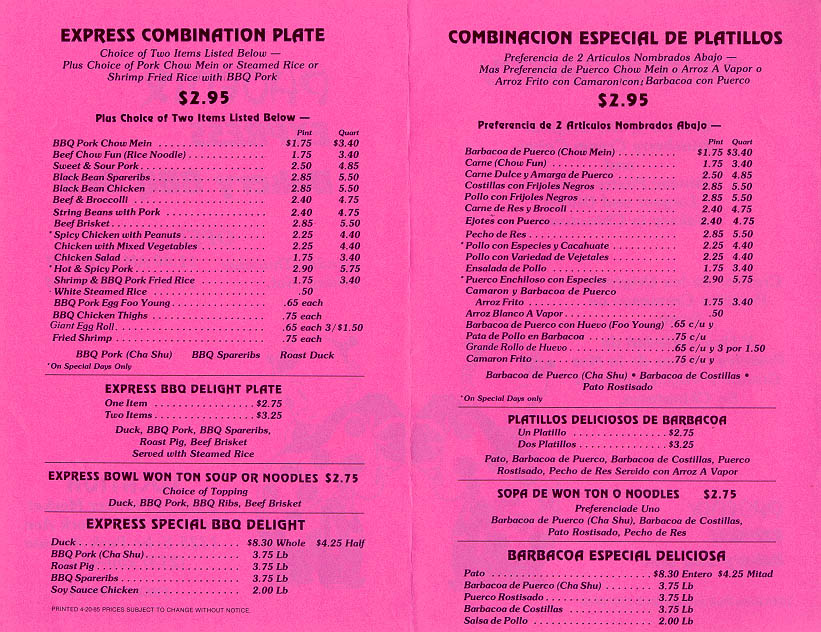 EXPRESS COMBINATION PLATE
Choice of Two Items Listed Below —
Plus Choice of Pork Chow Mein or Steamed Rice or
Shrimp Fried Rice with BBQ Pork
$2.95
Plus Choice of Two Items Listed Below —
Pint Quart
BBQ Pork Chow Mein . . . . . . . . . . . . . . . . . . . $1.75 $3.40
Beef Chow Fun (Rice Noodle) . . . . . . . . . . . . . 1.75 3.40
Sweet & Sour Pork . . . . . . . . . . . . . . . . . . . . . 2.50 4.85
Black Bean Spareribs . . . . . . . . . . . . . . . . . . . 2.85 5.50
Black Bean Chicken . . . . . . . . . . . . . . . . . . . . 2.85 5.50
Beef & Broccolli . . . . . . . . . . . . . . . . . . . . . . 2.40 4.75
String Beans with Pork . . . . . . . . . . . . . . . . . . 2.40 4.75
Beef Brisket . . . . . . . . . . . . . . . . . . . . . . . . . 2.85 5.50
*Spicy Chicken with Peanuts . . . . . . . . . . . . . . 2.25 4.40
Chicken with Mixed Vegetables . . . . . . . . . . . 2.25 4.40
Chicken Salad . . . . . . . . . . . . . . . . . . . . . . . . 1.75 3.40
*Hot & Spicy Pork . . . . . . . . . . . . . . . . . . . . . . 2.90 5.75
Shrimp & BBQ Pork Fried Rice . . . . . . . . . . . . 1.75 3.40
White Steamed Rice . . . . . . . . . . . . . . . . . . . . .50
BBQ Pork Egg Foo Young . . . . . . . . . . . . . . . . .65 each
BBQ Chicken Thighs . . . . . . . . . . . . . . . . . . . . .75 each
Giant Egg Roll . . . . . . . . . . . . . . . . . . . . . . . . .65 each 3/$1.50
Fried Shrimp . . . . . . . . . . . . . . . . . . . . . . . . . .75 each
BBQ Pork (Cha Shu) BBQ Spareribs Roast Duck
*On Special Days Only
EXPRESS BBQ DELIGHT PLATE
One Item . . . . . . . . . . . . . . . . . . $2.75
Two Items . . . . . . . . . . . . . . . . . $3.25
Duck, BBQ Pork, BBQ Spareribs,
Roast Pig, Beef Brisket
Served with Steamed Rice
EXPRESS BOWL WON TON SOUP OR NOODLES $2.75
Choice of Topping
Duck, BBQ Pork, BBQ Ribs, Beef Brisket
EXPRESS SPECIAL BBQ DELIGHT
Duck . . . . . . . . . . . . . . . . . . . . . . . . . . . . $8.30 Whole $4.25 Half
BBQ Pork (Cha Shu) . . . . . . . . . . . . . . . . 3.75 Lb
Roast Pig . . . . . . . . . . . . . . . . . . . . . . . . . 3.75 Lb
BBQ Spareribs . . . . . . . . . . . . . . . . . . . . . 3.75 Lb
Soy Sauce Chicken . . . . . . . . . . . . . . . . . 2.00 Lb
PRINTED 4-20-85 PRICES SUBJECT TO CHANGE WITHOUT NOTICE.
COMBINACION ESPECIAL DE PLATILLOS
Preferencia de 2 Articulos Nombrados Abajo —
Mas Preferencia de Puerco Chow Mein o Arroz A Vapor o
Arroz Frito con Camaron/con; Barbacoa con Puerco
$2.95
Preferencia de 2 Articulos Nombrados Abajo —
Pint Quart
Barbacoa de Puerco (Chow Mein) . . . . . . . . . . $1.75 $3.40
Carne (Chow Fun) . . . . . . . . . . . . . . . . . . . . . 1.75 3.40
Carne Dulce y Amarga de Puerco . . . . . . . . . . 2.50 4.85
Costillas con Frijoles Negros . . . . . . . . . . . . . . 2.85 5.50
Pollo con Frijoles Negros . . . . . . . . . . . . . . . . . 2.85 5.50
Carne de Res y Brocoli . . . . . . . . . . . . . . . . . . 2.40 4.75
Ejotes con Puerco . . . . . . . . . . . . . . . . . . . . . 2.40 4.75
Pecho de Res . . . . . . . . . . . . . . . . . . . . . . . . 2.85 5.50
*Pollo con Especies y Cacahuate . . . . . . . . . . . . 2.25 4.40
Pollo con Variedad de Vejetales . . . . . . . . . . . . 2.25 4.40
Ensalada de Pollo . . . . . . . . . . . . . . . . . . . . . 1.75 3.40
*Puerco Enchiloso con Especies . . . . . . . . . . . . 2.90 5.75
Camaron y Barbacoa de Puerco
Arroz Frito . . . . . . . . . . . . . . . . . . . . . . . . 1.75 3.40
Arroz Blanco A Vapor . . . . . . . . . . . . . . . . . . . .50
Barbacoa de Puerco con Huevo (Foo Young) .65 c/u y
Pata de Pollo en Barbacoa . . . . . . . . . . . . . . .75 c/u
Grande Rollo de Huevo . . . . . . . . . . . . . . . . . .65 c/u y 3 por 1.50
Camaron Frito . . . . . . . . . . . . . . . . . . . . . . . .75 c/u y
Barbacoa de Puerco (Cha Shu) • Barbacoa de Costillas •
Pato Rostisado
*On Special Days only
PLATILLOS DELICIOSOS DE BARBACOA
Un Platillo . . . . . . . . . . . . . . . . $2.75
Dos Platillos . . . . . . . . . . . . . . . $3.25
Pato, Barbacoa de Puerco, Barbacoa de Costillas, Puerco
Rostisado, Pecho de Res Servido con Arroz A Vapor
SOPA DE WON TON O NOODLES $2.75
Preferenciade Uno
Barbacoa de Puerco (Cha Shu), Barbacoa de Costillas,
Pato Rostisado, Pecho de Res
BARBACOA ESPECIAL DELICIOSA
Pato . . . . . . . . . . . . . . . . . . . . . . . . . . . $8.30 Entero $4.25 Mitad
Barbacoa de Puerco (Cha Shu) . . . . . . . . 3.75 Lb
Puerco Rostisado . . . . . . . . . . . . . . . . . . 3.75 Lb
Barbacoa de Costillas . . . . . . . . . . . . . . 3.75 Lb
Salsa de Pollo . . . . . . . . . . . . . . . . . . . . 2.00 Lb